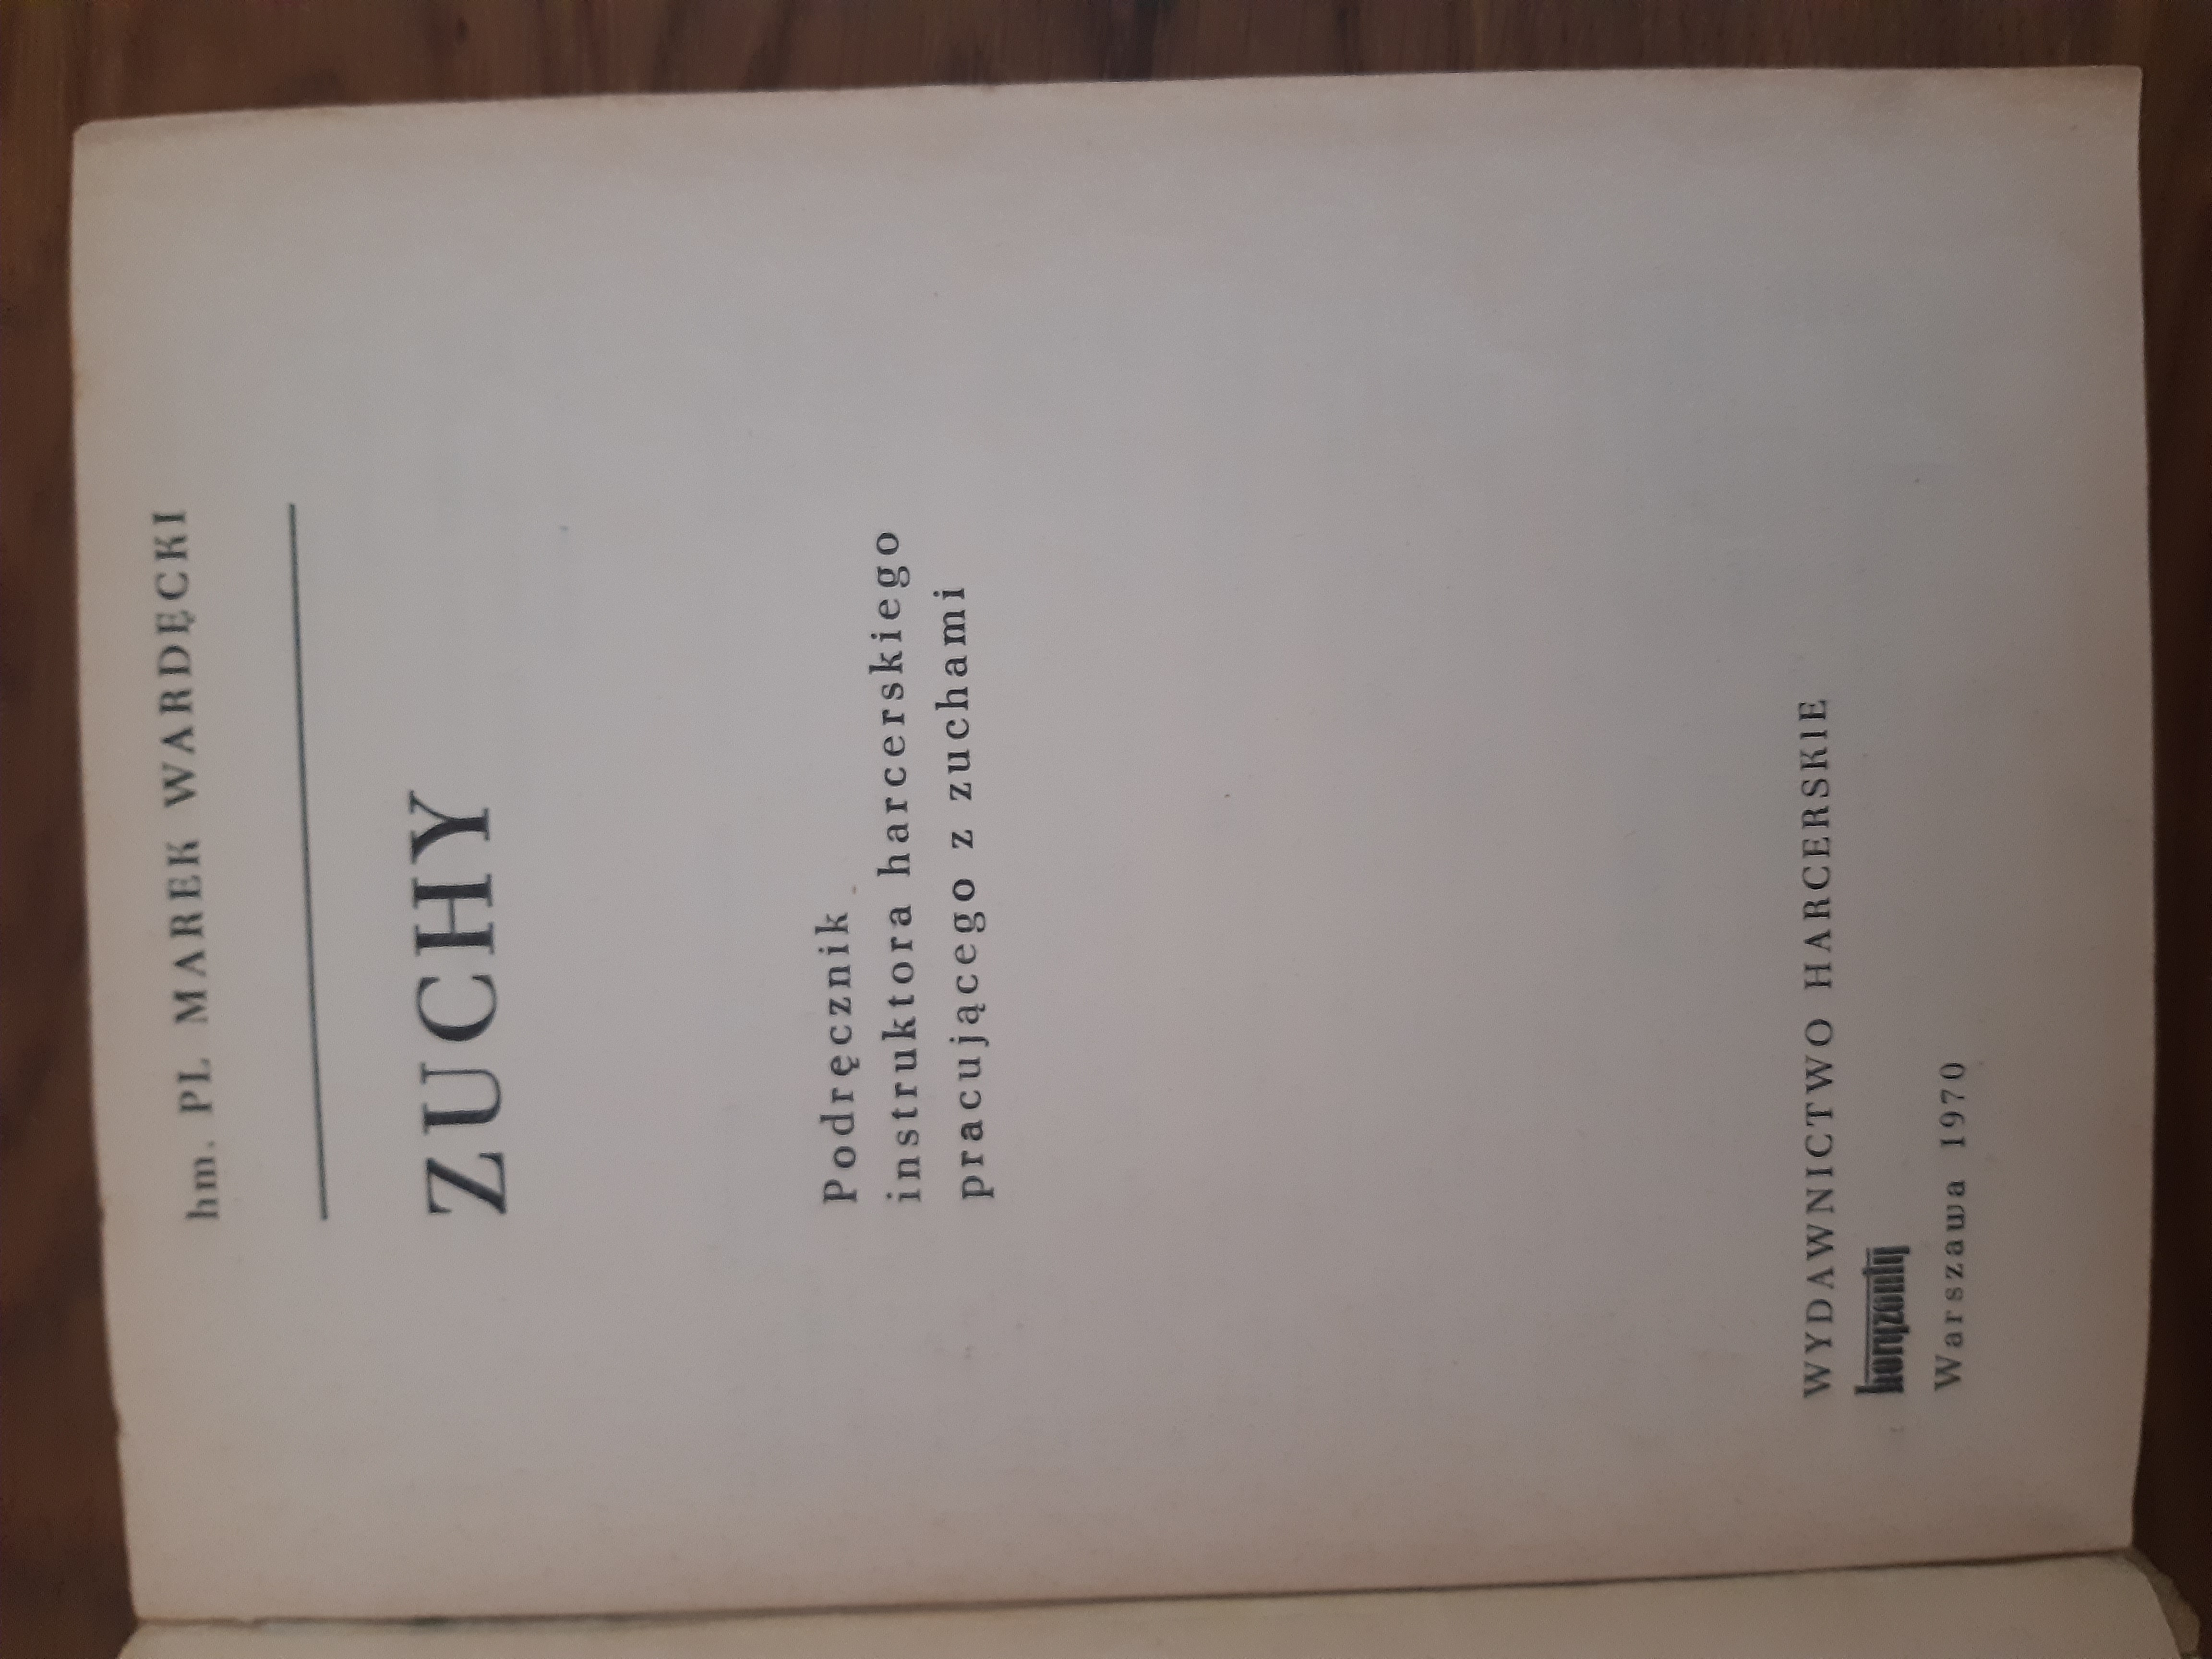 hm. PL MAREK WARDĘCKI
ZUCHY
Podręcznik
instruktora harcerskiego
pracującego z zuchami
WYDAWNICTWO HARCERSKIE
horyzonty
Warszawa 1970